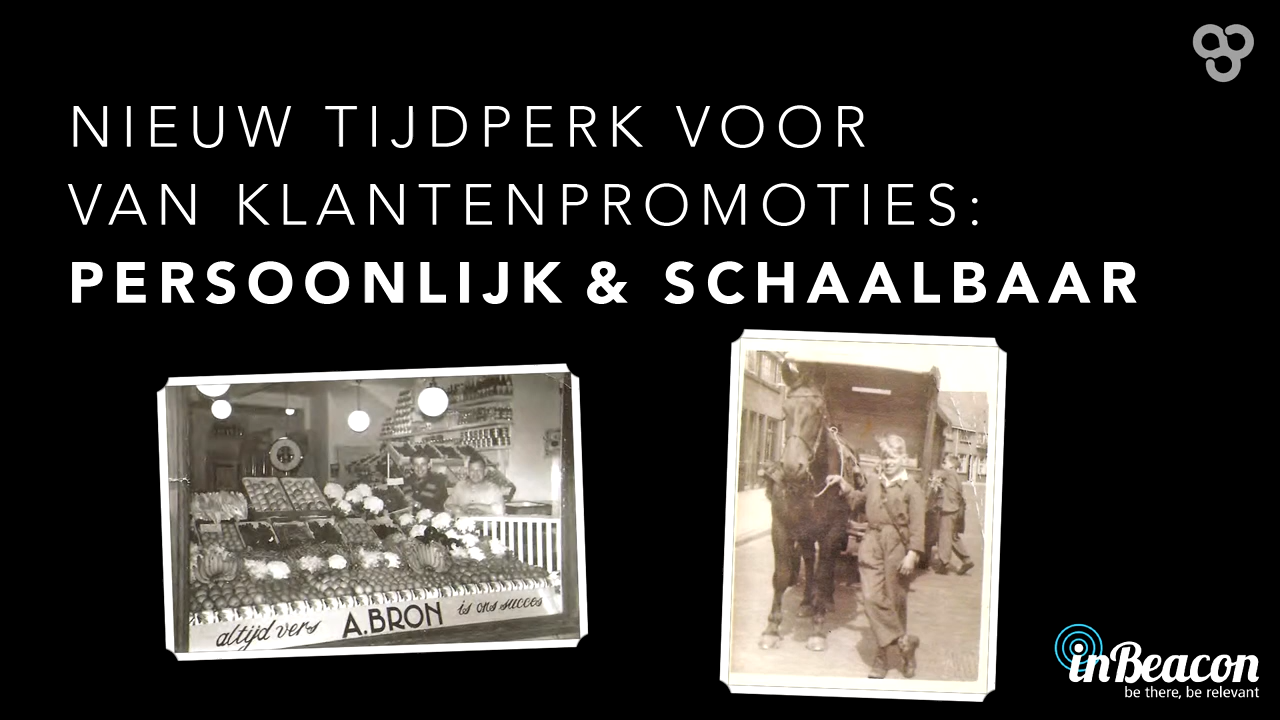 NIEUW TIJDPERK VOOR
VAN KLANTENPROMOTIES:
PERSOONLIJK & SCHAALBAAR
altijd vers A.BRON is ons succes
inBeacon
be there, be relevant